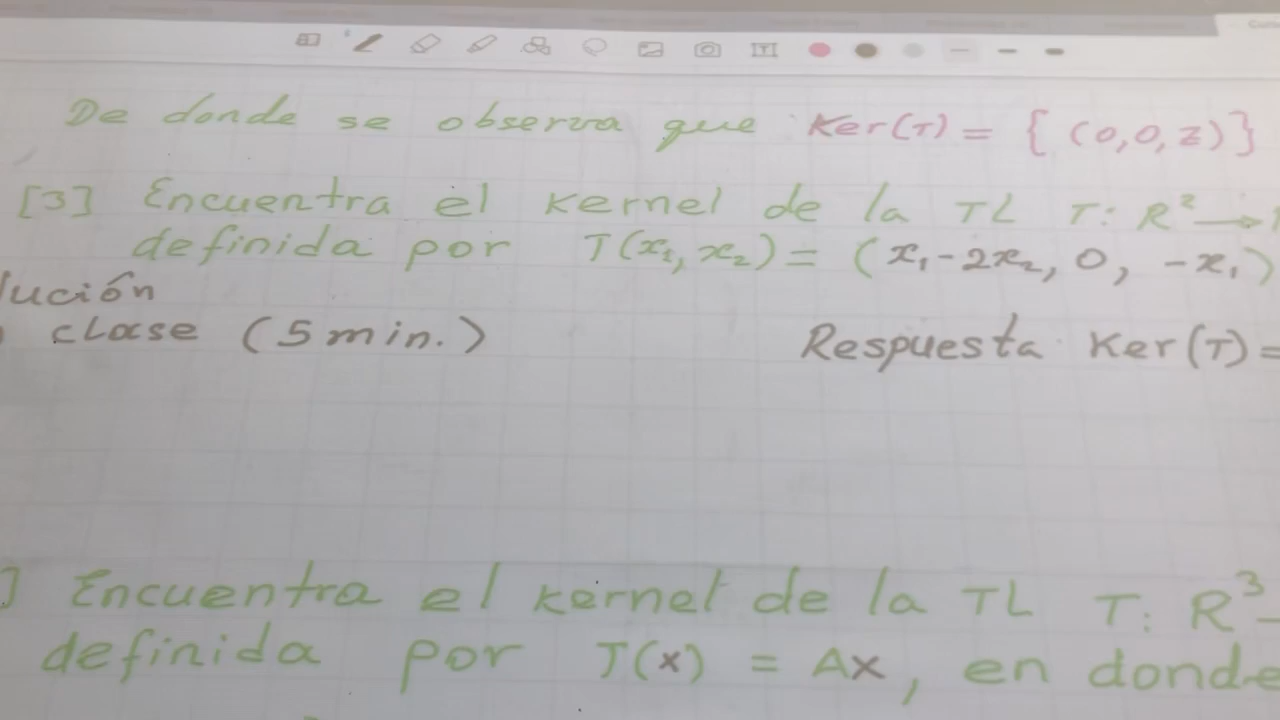 De donde se observa que Ker(T) = { (0,0,z)}
[3] Encuentra el kernel de la TL T: R² →
definida por T(x₁, x₂) = (x₁-2x₂, 0, -x₁)
lución
clase (5 min.)
Respuesta Ker(T) =
] Encuentra el kernel de la TL T: R³ -
definida por T(x) = Ax, en donde